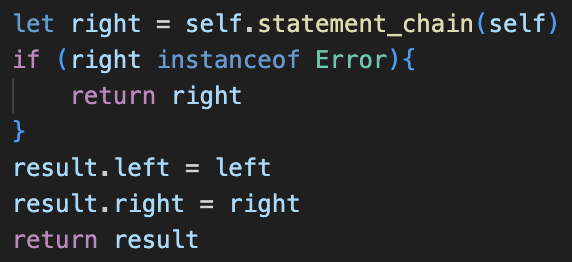 let right = self.statement_chain(self)
if (right instanceof Error){
    return right
}
result.left = left
result.right = right
return result